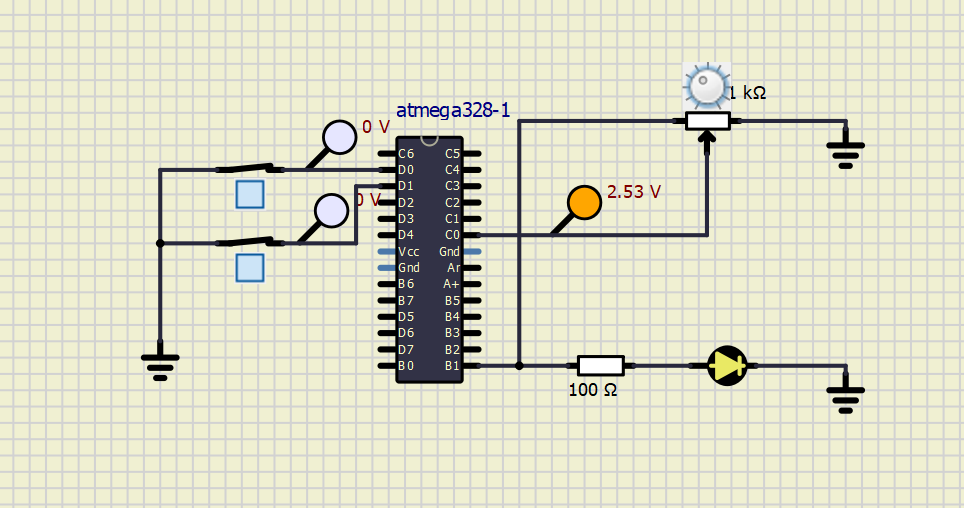 1 kΩ
atmega328-1
0 V
0 V
2.53 V
C6 C5
D0 C4
D1 C3
D2 C2
D3 C1
D4 C0
Vcc Gnd
Gnd Ar
B6 A+
B7 B5
D5 B4
D6 B3
D7 B2
B0 B1
100 Ω